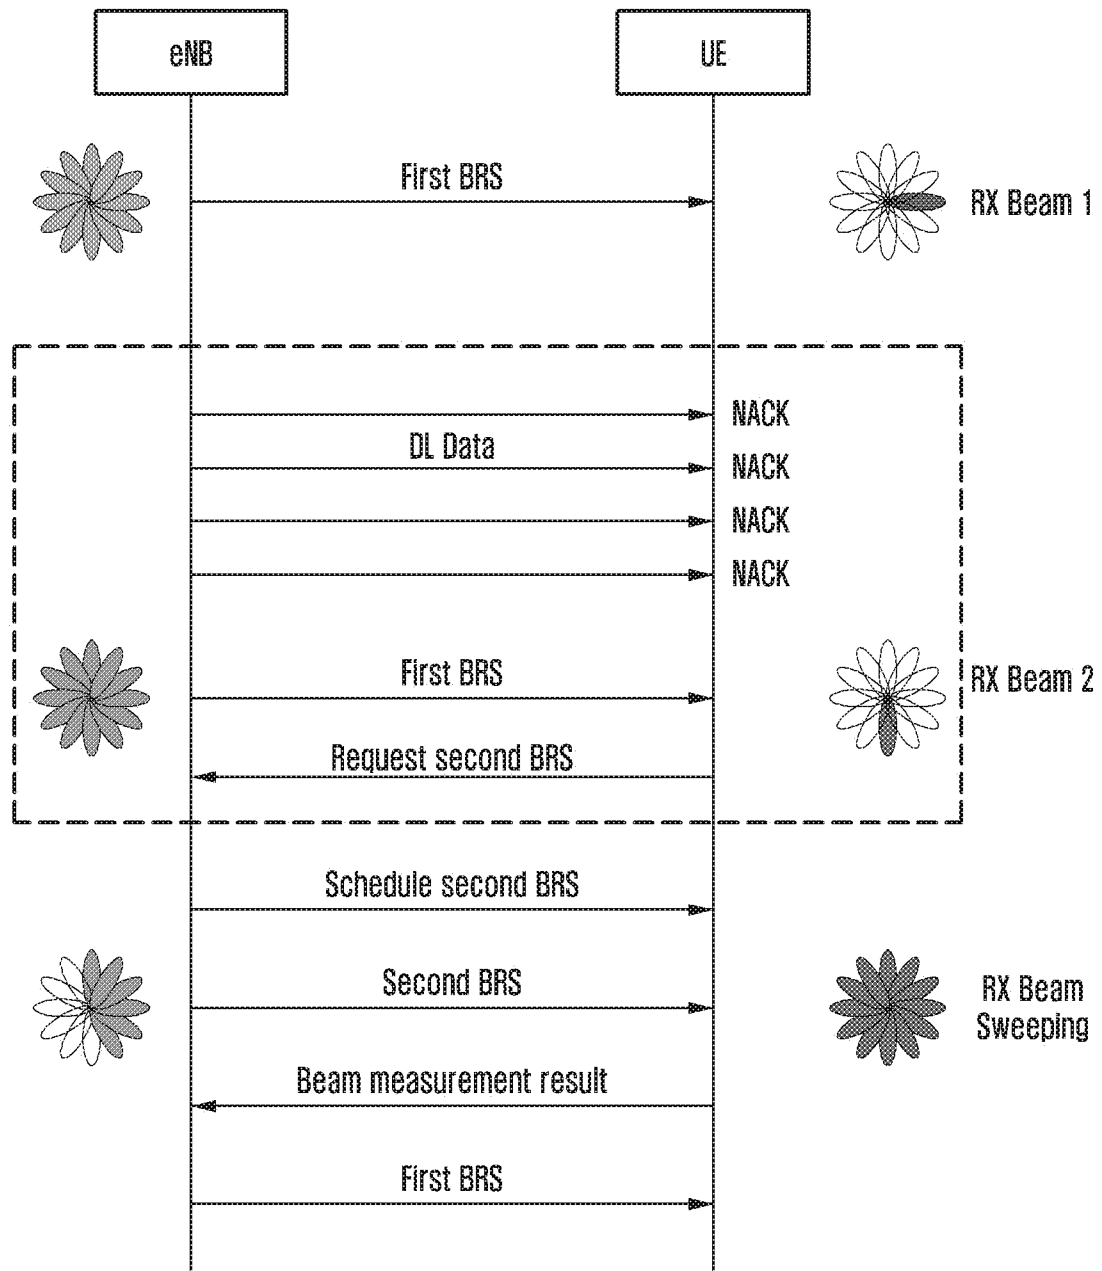 eNB
UE
First BRS
RX Beam 1
NACK
DL Data
NACK
NACK
NACK
First BRS
RX Beam 2
Request second BRS
Schedule second BRS
Second BRS
RX Beam
Sweeping
Beam measurement result
First BRS